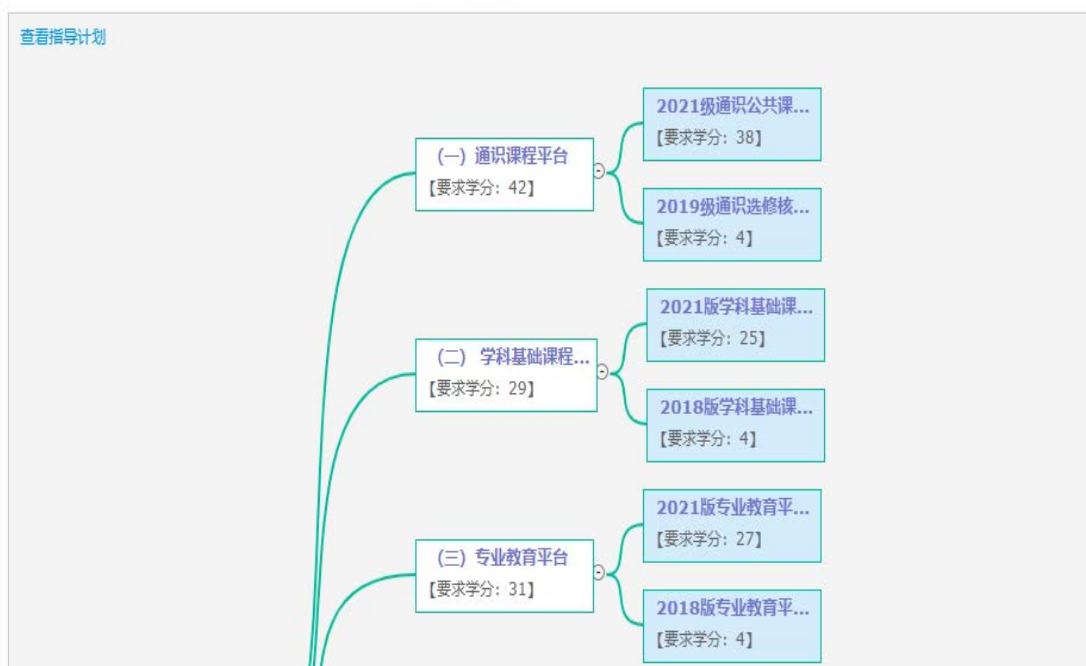 查看指导计划
2021级通识公共课...
【要求学分：38】
（一）通识课程平台
【要求学分：42】
2019级通识选修核...
【要求学分：4】
2021版学科基础课...
【要求学分：25】
（二） 学科基础课程...
【要求学分：29】
2018版学科基础课...
【要求学分：4】
2021版专业教育平...
【要求学分：27】
（三）专业教育平台
【要求学分：31】
2018版专业教育平...
【要求学分：4】